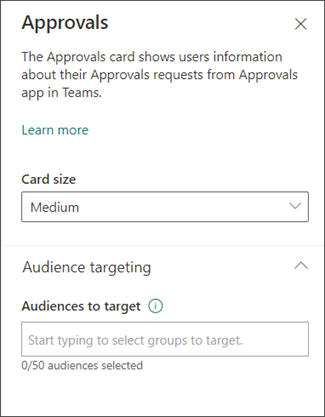 Approvals
The Approvals card shows users information
about their Approvals requests from Approvals
app in Teams.
Learn more
Card size
Medium
Audience targeting
Audiences to target
Start typing to select groups to target.
0/50 audiences selected